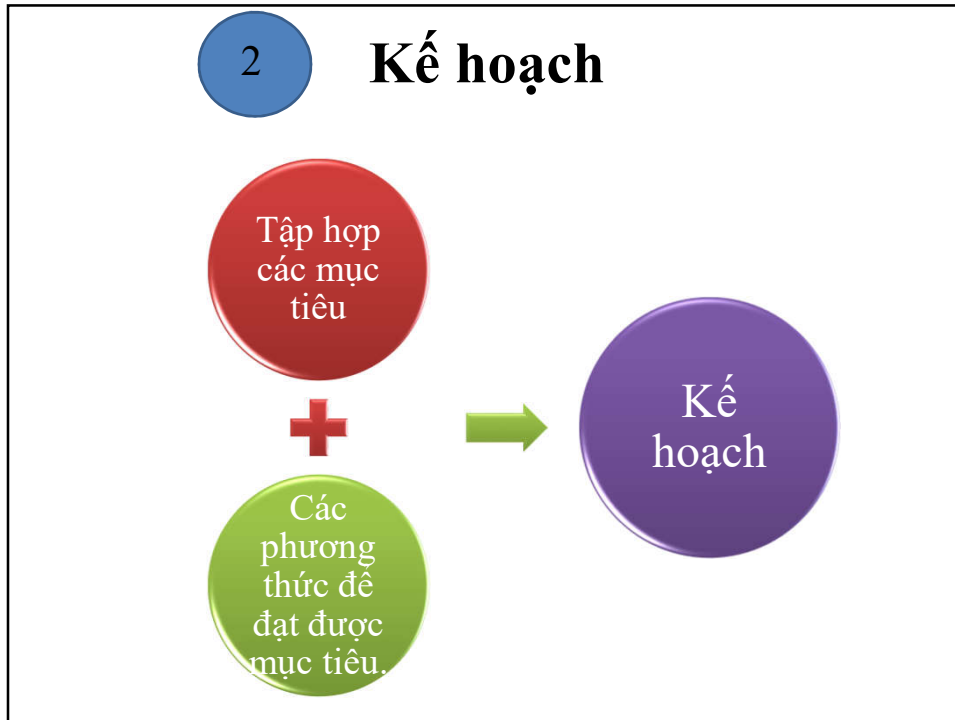 2
Kế hoạch
Tập hợp
các mục
tiêu
Các
phương
thức để
đạt được
mục tiêu.
Kế
hoạch